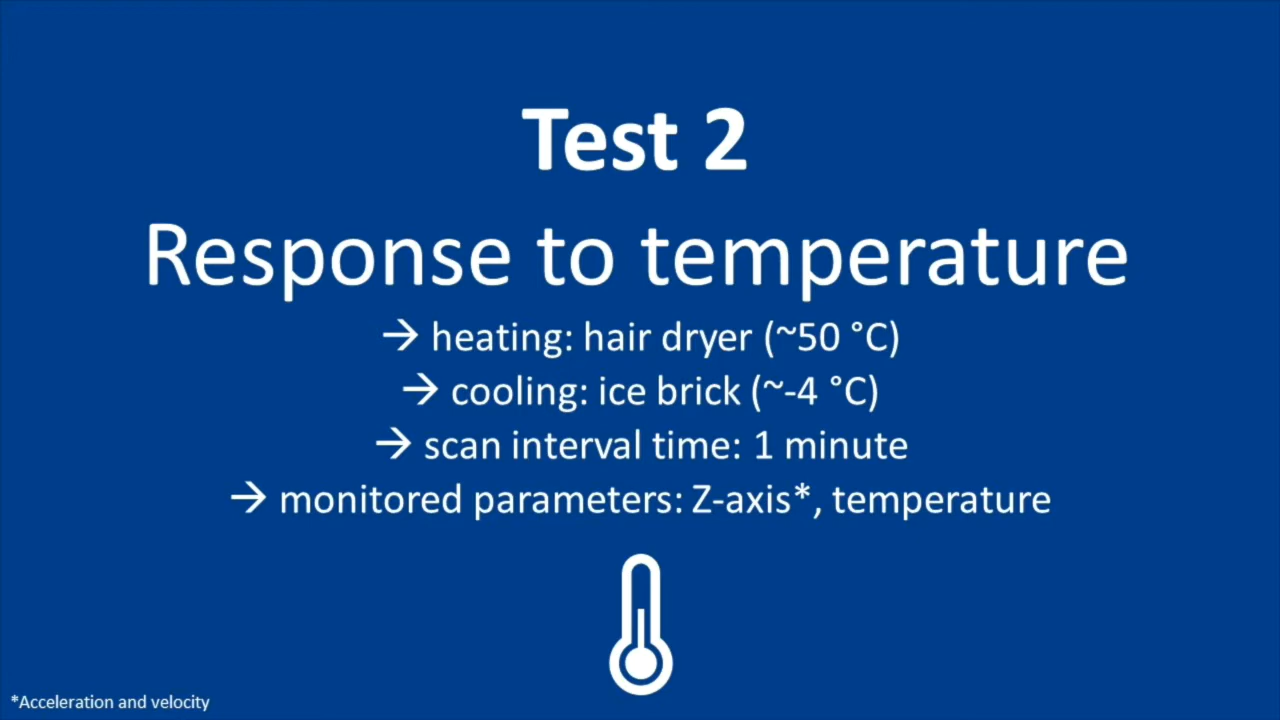 Test 2
Response to temperature
→ heating: hair dryer (~50 °C)
→ cooling: ice brick (~-4 °C)
→ scan interval time: 1 minute
→ monitored parameters: Z-axis*, temperature
*Acceleration and velocity